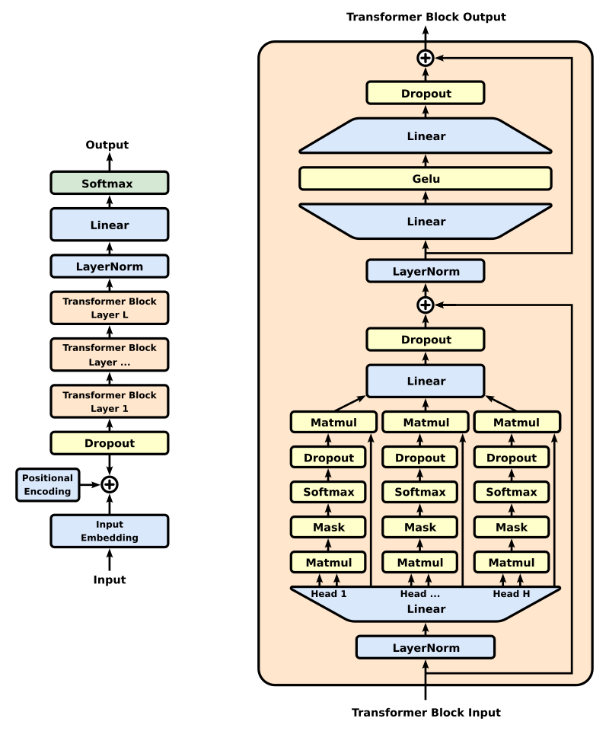 Output
Softmax
Linear
LayerNorm
Transformer Block
Layer L
Transformer Block
Layer ...
Transformer Block
Layer 1
Dropout
Positional
Encoding
Input
Embedding
Input
Transformer Block Output
Dropout
Linear
Gelu
Linear
LayerNorm
Dropout
Linear
Matmul Matmul Matmul
Dropout Dropout Dropout
Softmax Softmax Softmax
Mask Mask Mask
Matmul Matmul Matmul
Head 1 Head ... Head H
Linear
LayerNorm
Transformer Block Input